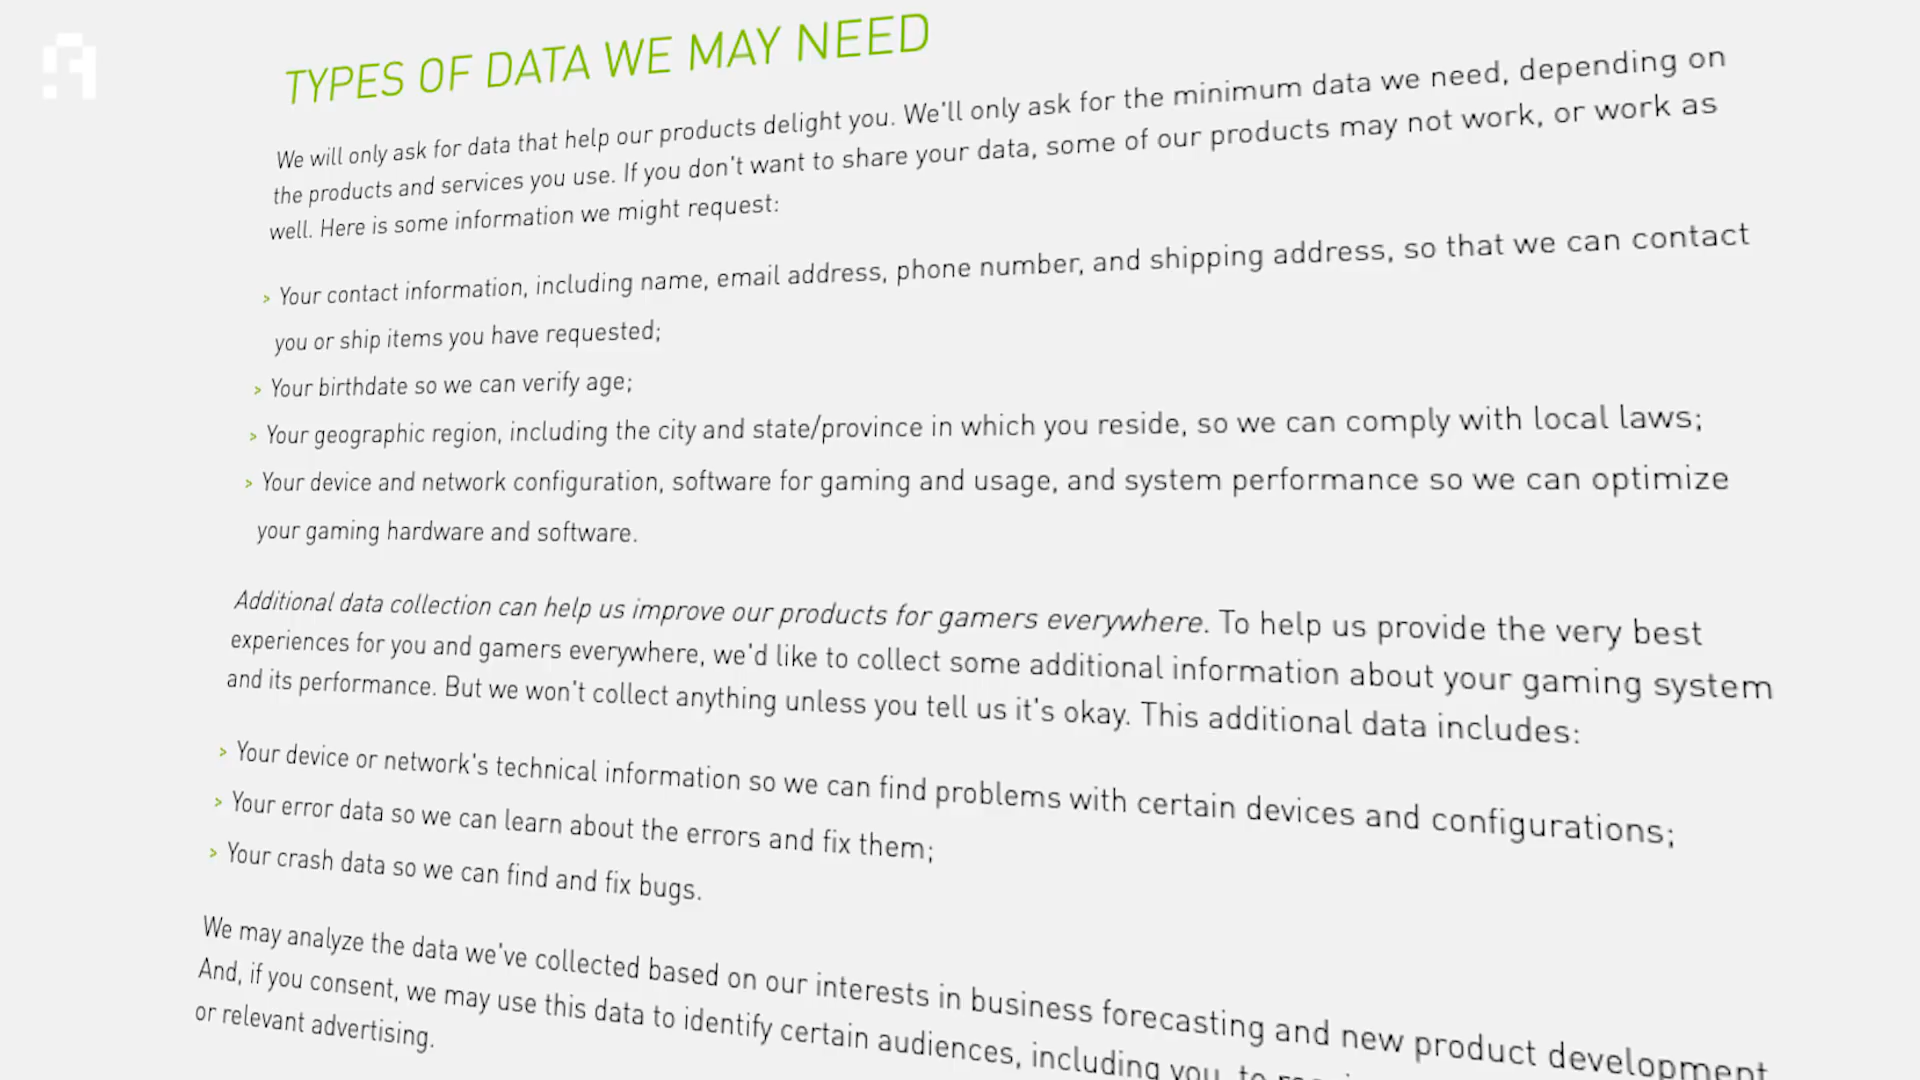 TYPES OF DATA WE MAY NEED
We will only ask for data that help our products delight you. We'll only ask for the minimum data we need, depending on
the products and services you use. If you don't want to share your data, some of our products may not work, or work as
well. Here is some information we might request:
> Your contact information, including name, email address, phone number, and shipping address, so that we can contact
you or ship items you have requested;
> Your birthdate so we can verify age;
> Your geographic region, including the city and state/province in which you reside, so we can comply with local laws;
> Your device and network configuration, software for gaming and usage, and system performance so we can optimize
your gaming hardware and software.
Additional data collection can help us improve our products for gamers everywhere. To help us provide the very best
experiences for you and gamers everywhere, we'd like to collect some additional information about your gaming system
and its performance. But we won't collect anything unless you tell us it's okay. This additional data includes:
> Your device or network's technical information so we can find problems with certain devices and configurations;
> Your error data so we can learn about the errors and fix them;
> Your crash data so we can find and fix bugs.
We may analyze the data we've collected based on our interests in business forecasting and new product development
And, if you consent, we may use this data to identify certain audiences, including you, to
or relevant advertising.